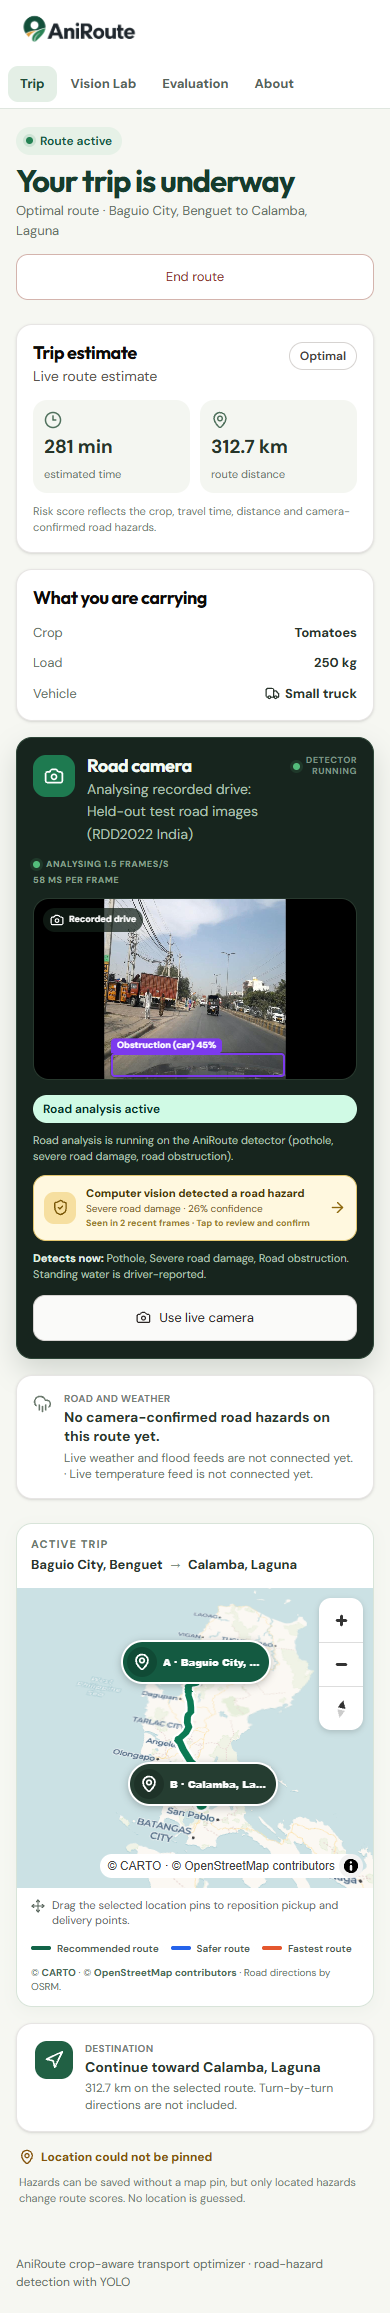 AniRoute
Trip Vision Lab Evaluation About
Route active
Your trip is underway
Optimal route · Baguio City, Benguet to Calamba,
Laguna
End route
Trip estimate
Optimal
Live route estimate
281 min
estimated time
312.7 km
route distance
Risk score reflects the crop, travel time, distance and camera-
confirmed road hazards.
What you are carrying
Crop Tomatoes
Load 250 kg
Vehicle Small truck
Road camera
DETECTOR
RUNNING
Analysing recorded drive:
Held-out test road images
(RDD2022 India)
ANALYSING 1.5 FRAMES/S
58 MS PER FRAME
Recorded drive
Obstruction (car) 45%
Road analysis active
Road analysis is running on the AniRoute detector (pothole,
severe road damage, road obstruction).
Computer vision detected a road hazard
Severe road damage · 26% confidence
Seen in 2 recent frames · Tap to review and confirm
Detects now: Pothole, Severe road damage, Road obstruction.
Standing water is driver-reported.
Use live camera
ROAD AND WEATHER
No camera-confirmed road hazards on
this route yet.
Live weather and flood feeds are not connected yet.
· Live temperature feed is not connected yet.
ACTIVE TRIP
Baguio City, Benguet → Calamba, Laguna
LAOAG
VIGAN
A · Baguio City, ...
Dagupan
TARLAC CITY
Angele
Olongapo
B · Calamba, La...
San Pablo
BATANGAS
CITY
© CARTO · © OpenStreetMap contributors
Drag the selected location pins to reposition pickup and
delivery points.
Recommended route Safer route Fastest route
© CARTO · © OpenStreetMap contributors · Road directions by
OSRM.
DESTINATION
Continue toward Calamba, Laguna
312.7 km on the selected route. Turn-by-turn
directions are not included.
Location could not be pinned
Hazards can be saved without a map pin, but only located hazards
change route scores. No location is guessed.
AniRoute crop-aware transport optimizer · road-hazard
detection with YOLO